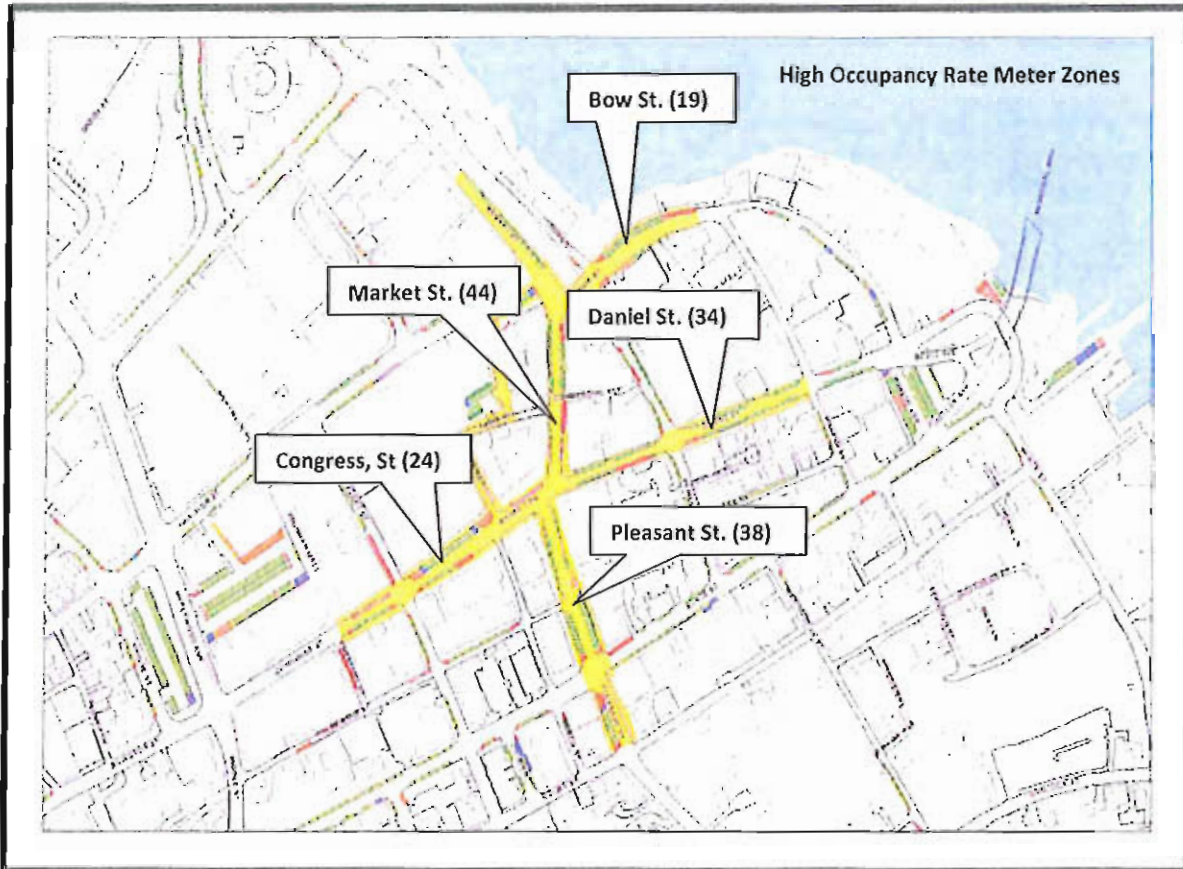 High Occupancy Rate Meter Zones
Bow St. (19)
Market St. (44)
Daniel St. (34)
Congress, St (24)
Pleasant St. (38)